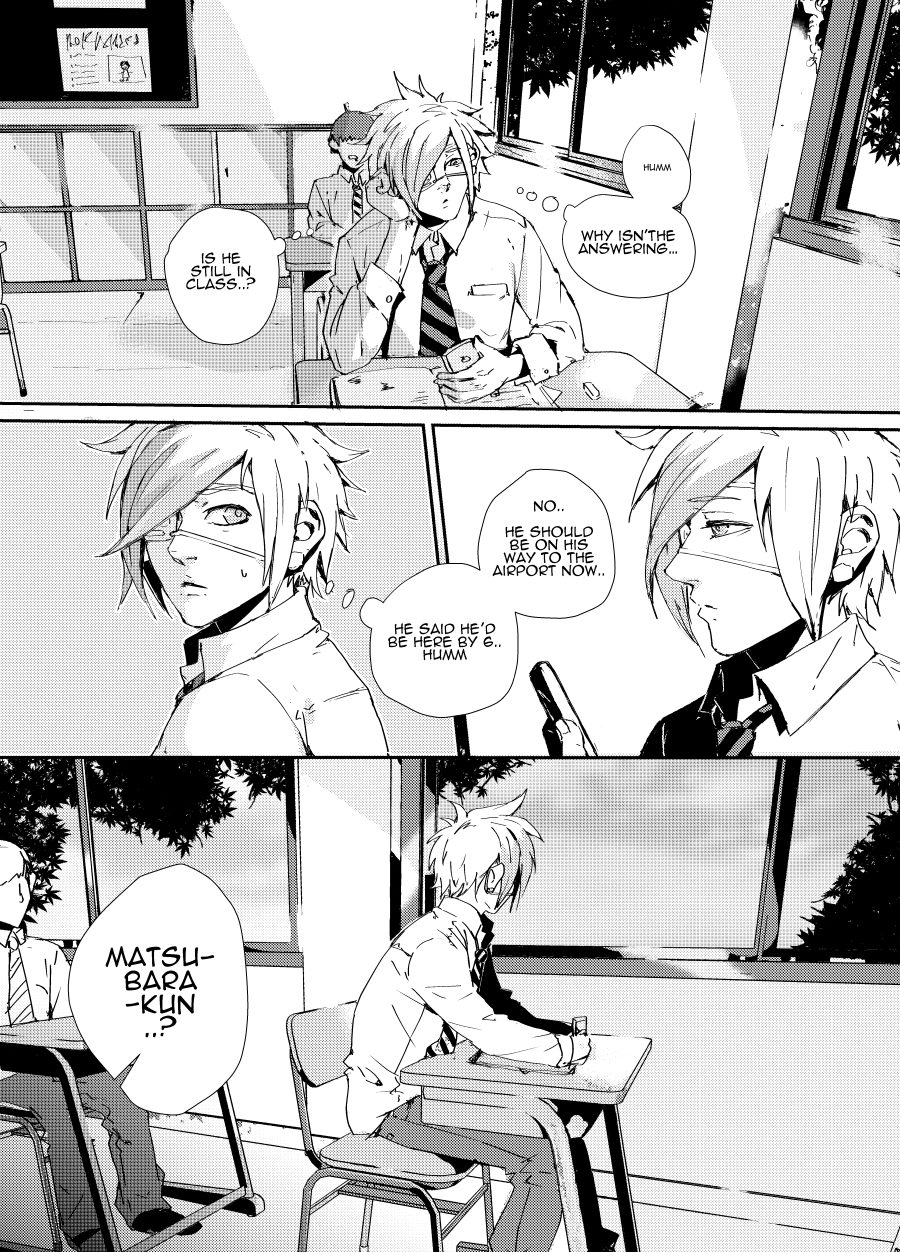 HUMM
WHY ISN'THE
ANSWERING...
IS HE
STILL IN
CLASS..?
NO..
HE SHOULD
BE ON HIS
WAY TO THE
AIRPORT NOW..
HE SAID HE'D
BE HERE BY 6..
HUMM
MATSU-
BARA
-KUN
..?